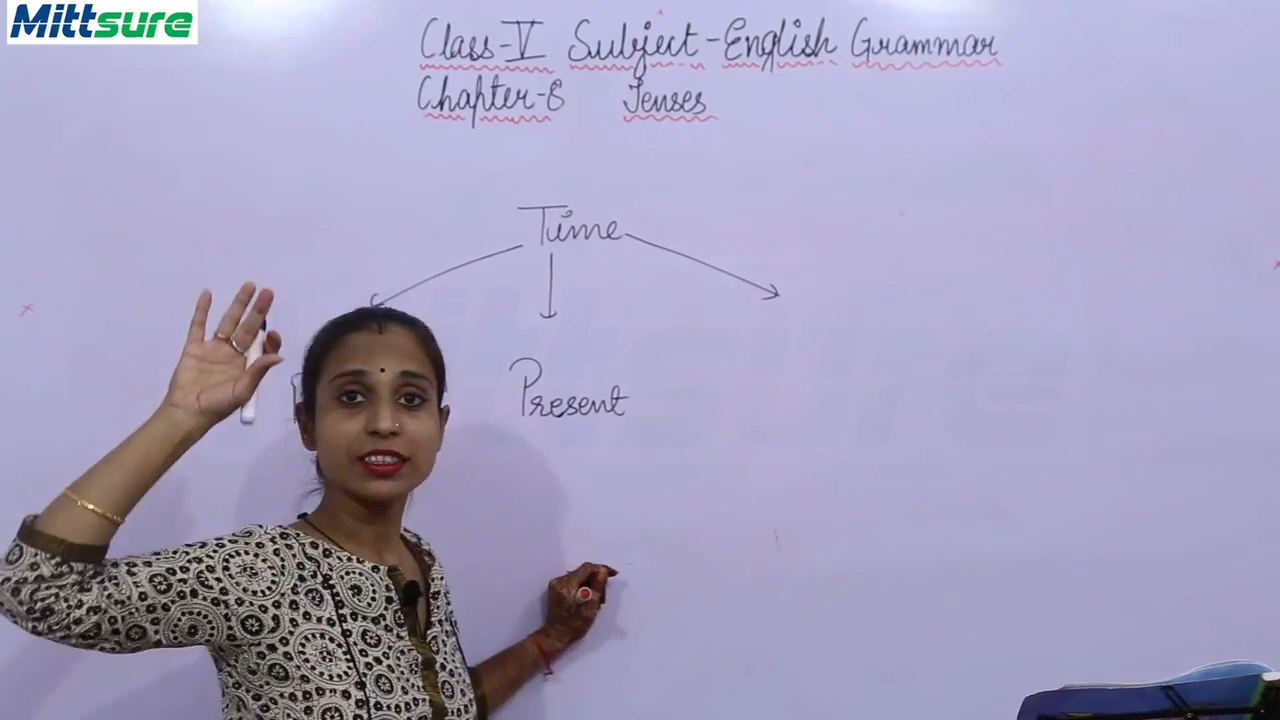 Mittsure
Class-V Subject-English Grammar
Chapter-8 Tenses
Time
Present